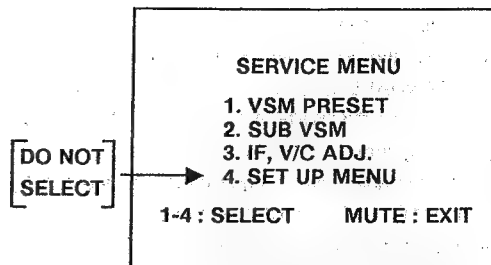 SERVICE MENU
1. VSM PRESET
2. SUB VSM
3. IF, V/C ADJ.
DO NOT
SELECT
4. SET UP MENU
1-4 : SELECT MUTE : EXIT